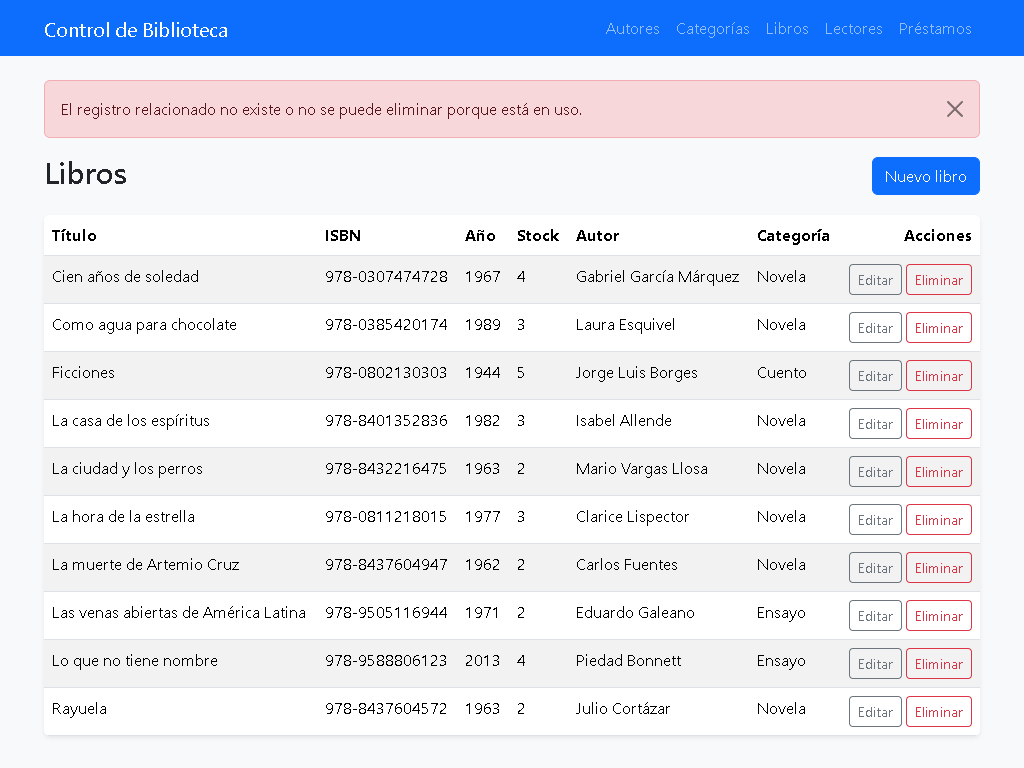 Control de Biblioteca Autores Categorías Libros Lectores Préstamos
El registro relacionado no existe o no se puede eliminar porque está en uso.
Libros Nuevo libro
Título ISBN Año Stock Autor Categoría Acciones
Cien años de soledad 978-0307474728 1967 4 Gabriel García Márquez Novela Editar Eliminar
Como agua para chocolate 978-0385420174 1989 3 Laura Esquivel Novela Editar Eliminar
Ficciones 978-0802130303 1944 5 Jorge Luis Borges Cuento Editar Eliminar
La casa de los espíritus 978-8401352836 1982 3 Isabel Allende Novela Editar Eliminar
La ciudad y los perros 978-8432216475 1963 2 Mario Vargas Llosa Novela Editar Eliminar
La hora de la estrella 978-0811218015 1977 3 Clarice Lispector Novela Editar Eliminar
La muerte de Artemio Cruz 978-8437604947 1962 2 Carlos Fuentes Novela Editar Eliminar
Las venas abiertas de América Latina 978-9505116944 1971 2 Eduardo Galeano Ensayo Editar Eliminar
Lo que no tiene nombre 978-9588806123 2013 4 Piedad Bonnett Ensayo Editar Eliminar
Rayuela 978-8437604572 1963 2 Julio Cortázar Novela Editar Eliminar